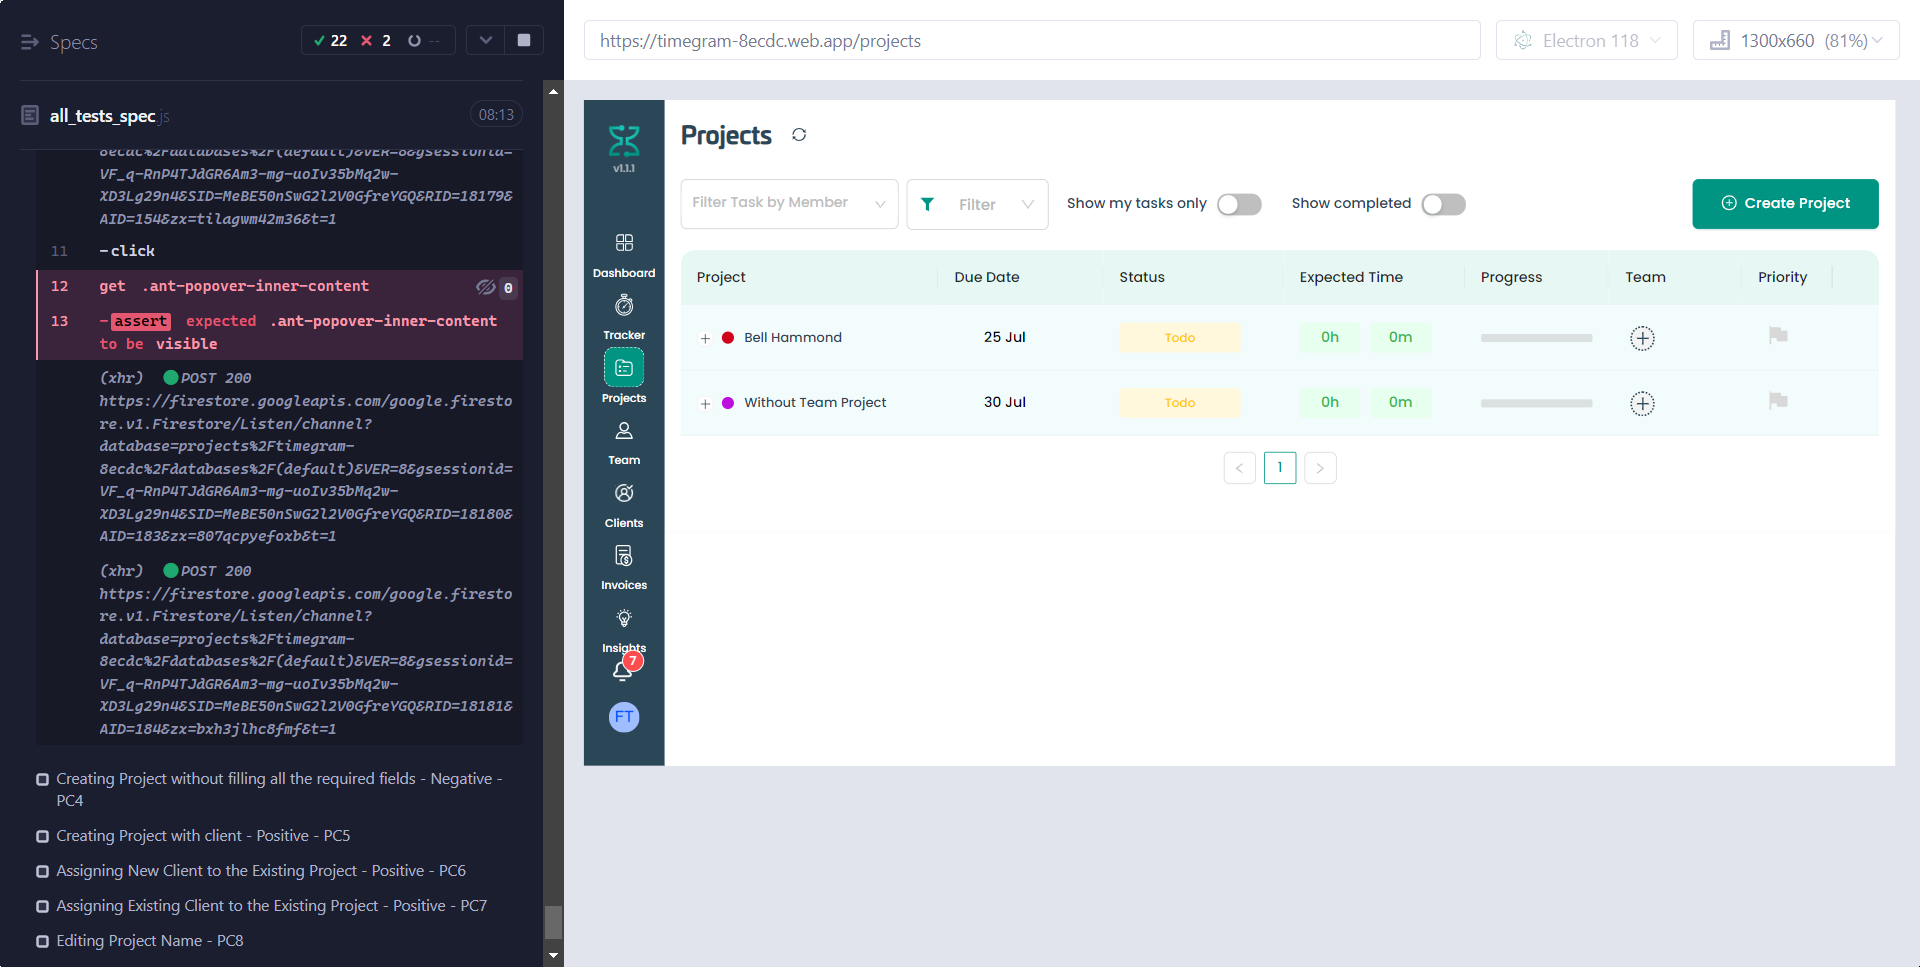 Specs
22
2
--
all_tests_spec.js
08:13
8ecdc%2Fdatabases%2F(default)&VER=8&gsessionid=
VF_q-RnP4TJdGR6Am3-mg-uoIv35bMq2w-
XD3Lg29n4&SID=MeBE50nSwG2l2V0GfreYGQ&RID=18179&
AID=154&zx=tilagwm42m36&t=1
11 -click
12 get .ant-popover-inner-content 0
13 -assert expected .ant-popover-inner-content
to be visible
(xhr) POST 200
https://firestore.googleapis.com/google.firesto
re.v1.Firestore/Listen/channel?
database=projects%2Ftimegram-
8ecdc%2Fdatabases%2F(default)&VER=8&gsessionid=
VF_q-RnP4TJdGR6Am3-mg-uoIv35bMq2w-
XD3Lg29n4&SID=MeBE50nSwG2l2V0GfreYGQ&RID=18180&
AID=183&zx=807qcpyefoxb&t=1
(xhr) POST 200
https://firestore.googleapis.com/google.firesto
re.v1.Firestore/Listen/channel?
database=projects%2Ftimegram-
8ecdc%2Fdatabases%2F(default)&VER=8&gsessionid=
VF_q-RnP4TJdGR6Am3-mg-uoIv35bMq2w-
XD3Lg29n4&SID=MeBE50nSwG2l2V0GfreYGQ&RID=18181&
AID=184&zx=bxh3jlhc8fmf&t=1
Creating Project without filling all the required fields - Negative -
PC4
Creating Project with client - Positive - PC5
Assigning New Client to the Existing Project - Positive - PC6
Assigning Existing Client to the Existing Project - Positive - PC7
Editing Project Name - PC8
https://timegram-8ecdc.web.app/projects
Electron 118
1300x660 (81%)
v1.1.1
Dashboard
Tracker
Projects
Team
Clients
Invoices
Insights
7
FT
Projects
Filter Task by Member
Filter
Show my tasks only
Show completed
Create Project
Project Due Date Status Expected Time Progress Team Priority
Bell Hammond 25 Jul Todo 0h 0m
Without Team Project 30 Jul Todo 0h 0m
< 1 >